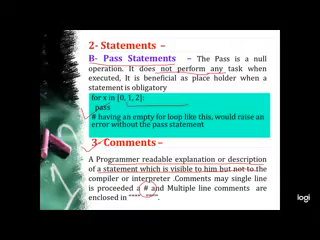 2- Statements –
B- Pass Statements – The Pass is a null
operation. It does not perform any task when
executed, It is beneficial as place holder when a
statement is obligatory
for x in [0, 1, 2]:
pass
# having an empty for loop like this, would raise an
error without the pass statement
3- Comments –
A Programmer readable explanation or description
of a statement which is visible to him but not to the
compiler or interpreter .Comments may single line
is proceeded a # and Multiple line comments are
enclosed in """" """".
logi